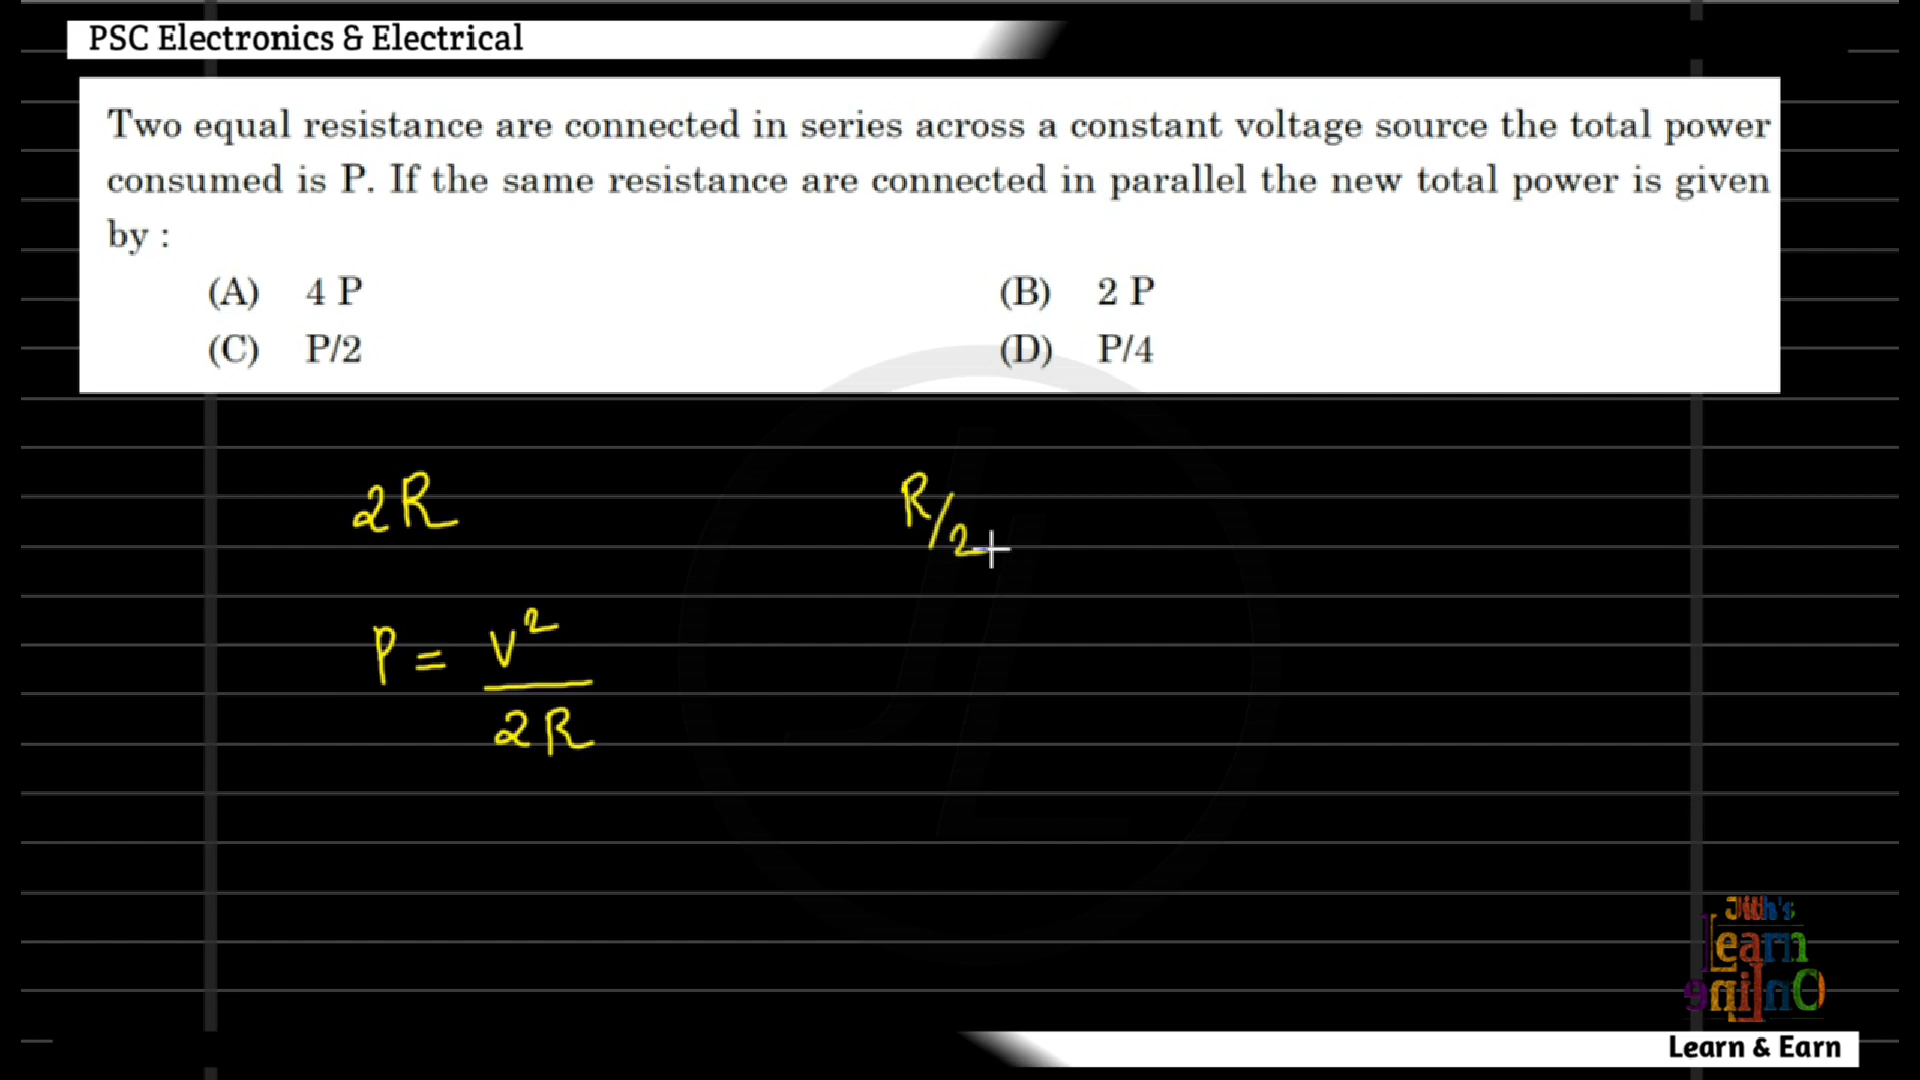 PSC Electronics & Electrical
Two equal resistance are connected in series across a constant voltage source the total power
consumed is P. If the same resistance are connected in parallel the new total power is given
by :
(A) 4 P (B) 2 P
(C) P/2 (D) P/4
2R R/2
P = V²
2R
Jith's
Learn
OnLine
Learn & Earn